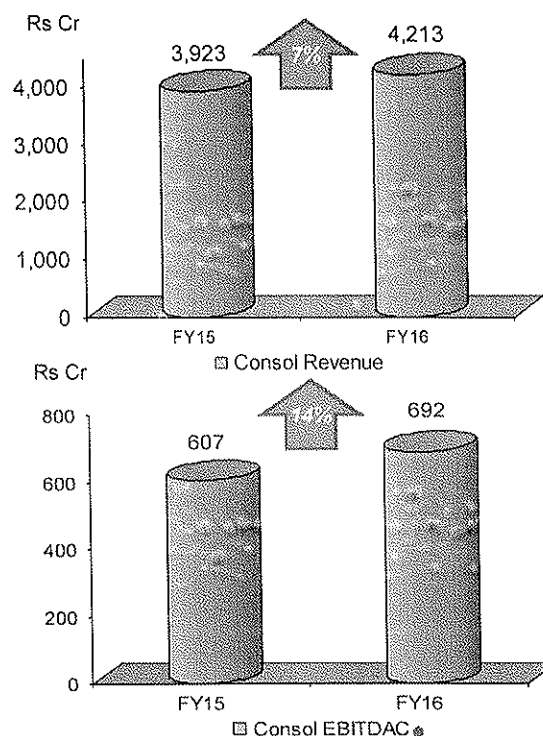 Rs Cr
3,923
7%
4,213
4,000
3,000
2,000
1,000
0
FY15
FY16
Consol Revenue
Rs Cr
14%
800
607
692
600
400
200
0
FY15
FY16
Consol EBITDAC